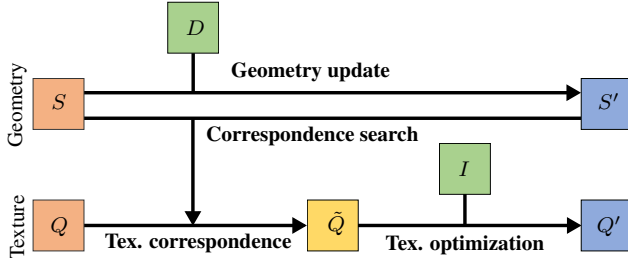 D
Geometry update
Geometry
S
S′
Correspondence search
I
Texture
Q
Q̃
Q′
Tex. correspondence
Tex. optimization